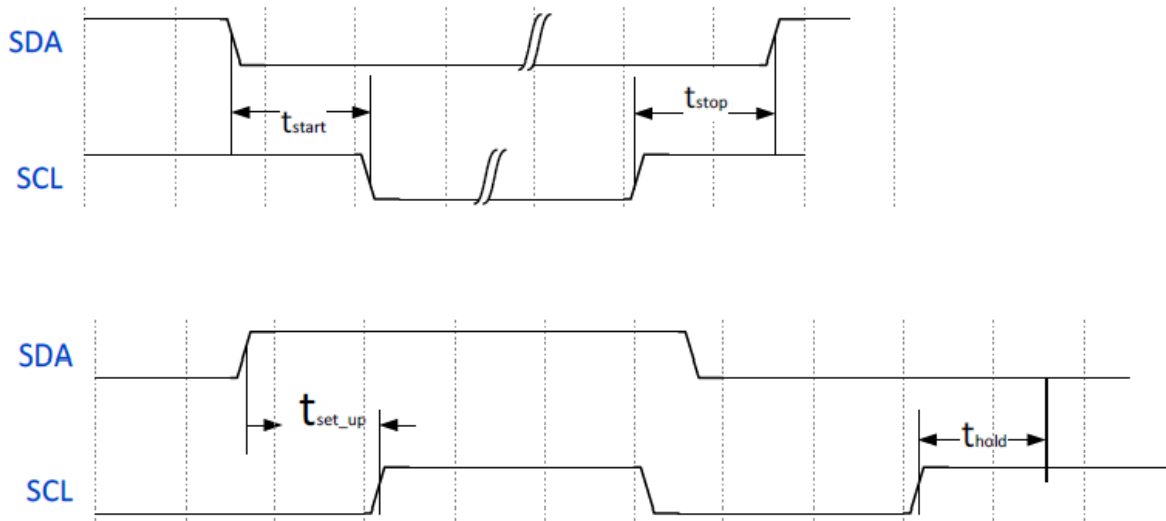 SDA
tstart
tstop
SCL
SDA
tset_up
thold
SCL